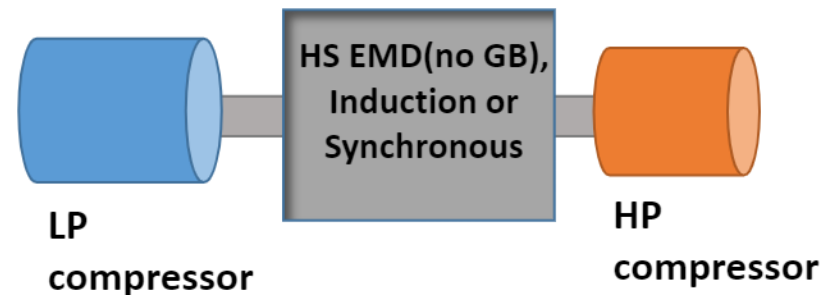 HS EMD(no GB),
Induction or
Synchronous
LP
compressor
HP
compressor